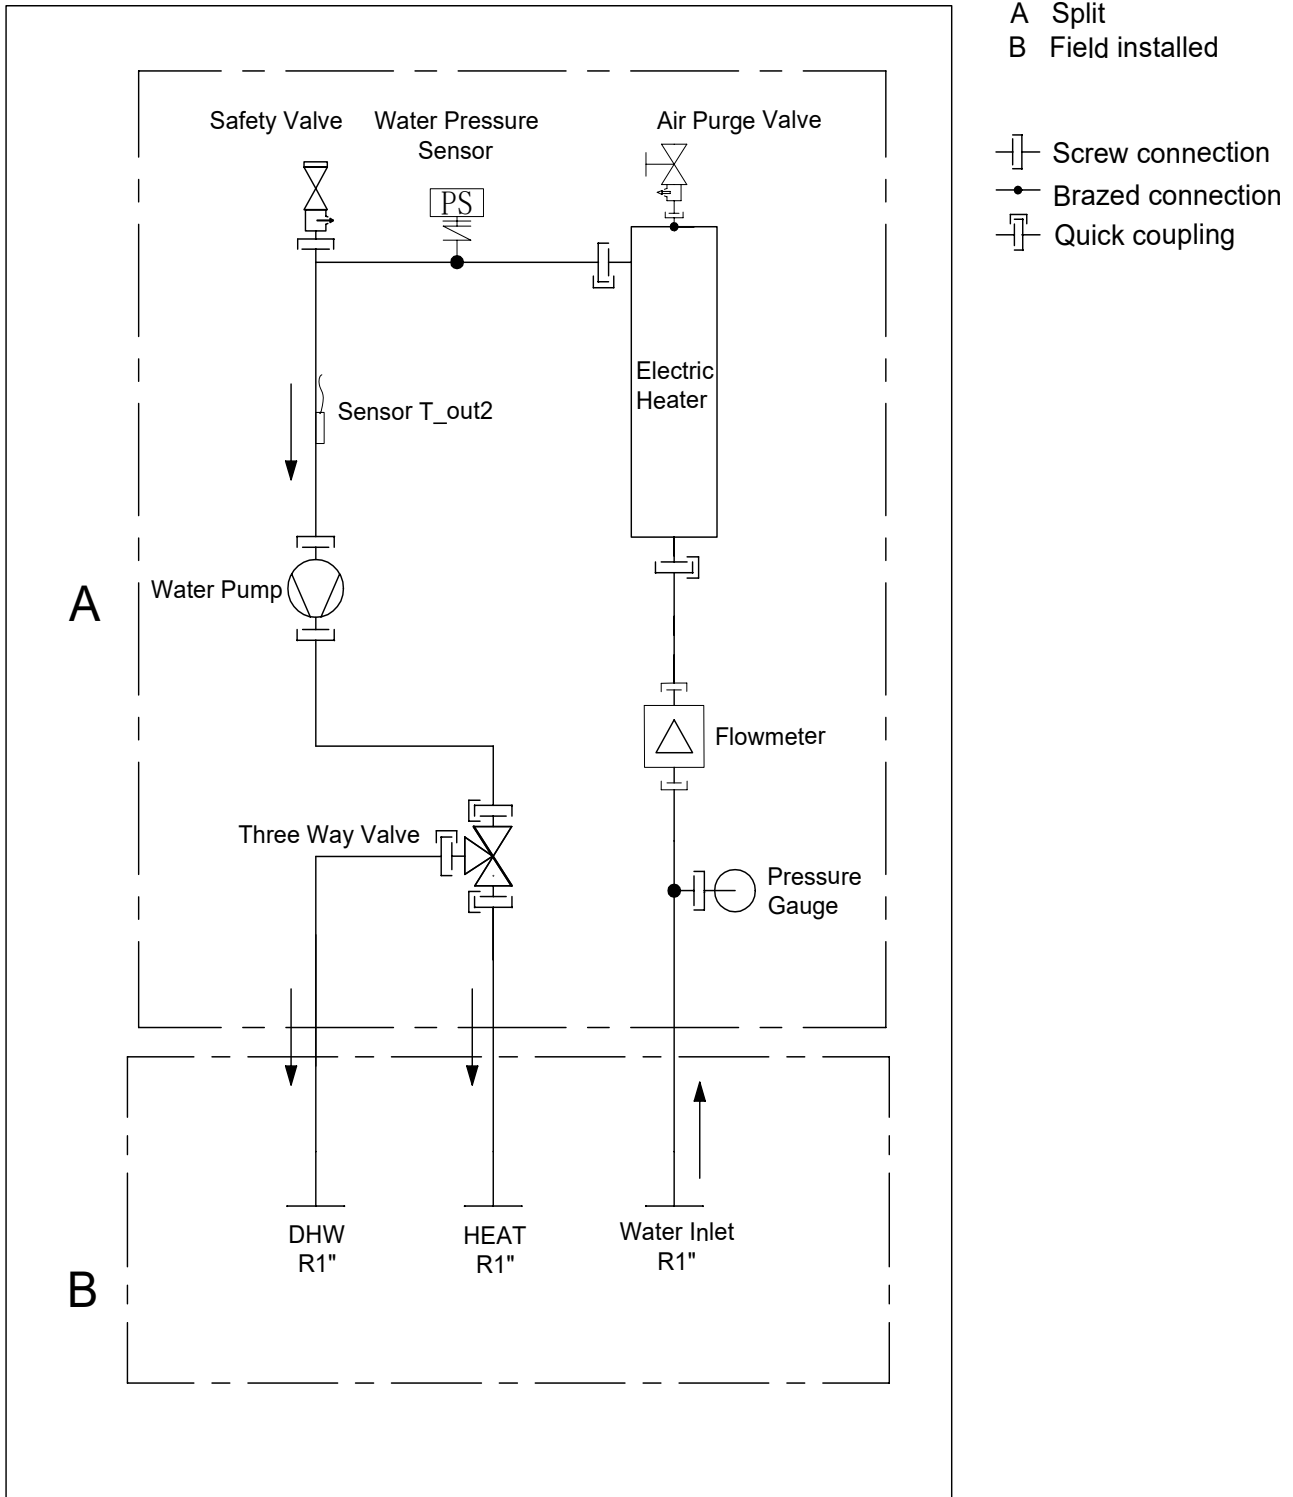 A Split
B Field installed
Screw connection
Brazed connection
Quick coupling
Safety Valve
Water Pressure
Sensor
Air Purge Valve
PS
Electric
Heater
Sensor T_out2
A
Water Pump
Flowmeter
Three Way Valve
Pressure
Gauge
B
DHW
R1"
HEAT
R1"
Water Inlet
R1"